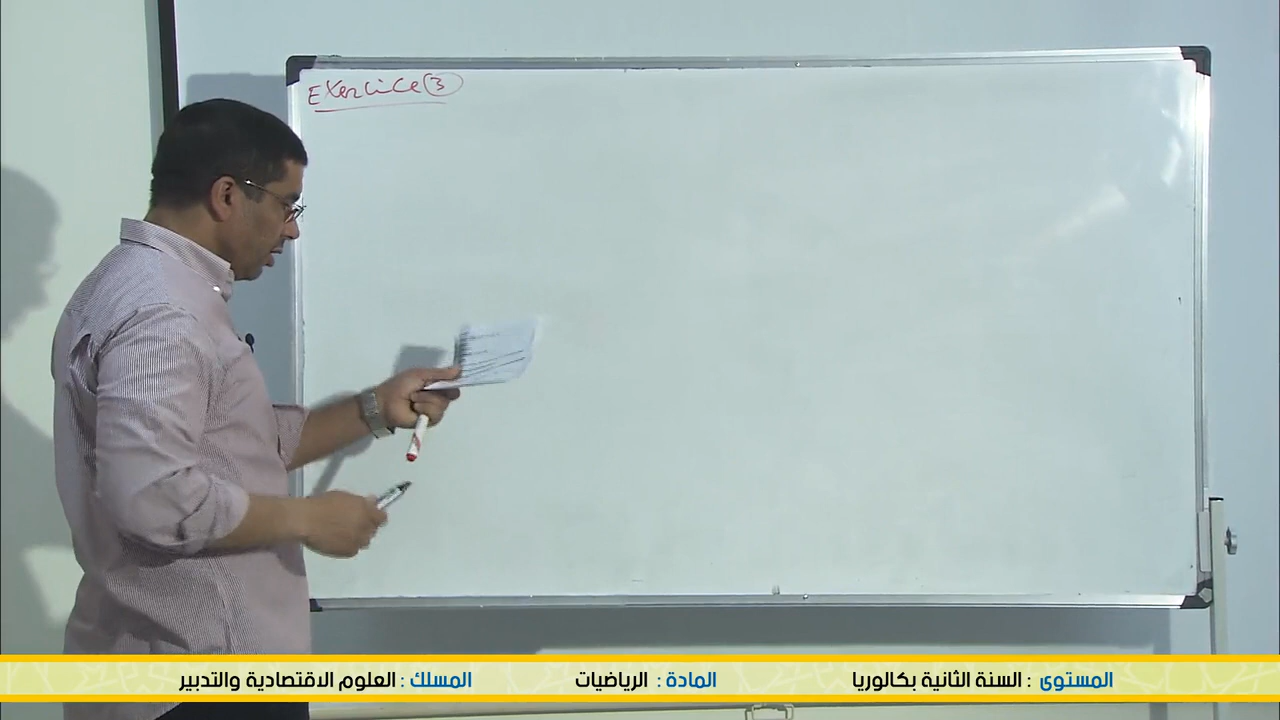 Exercice 3
المستوى : السنة الثانية بكالوريا المادة : الرياضيات المسلك : العلوم الاقتصادية والتدبير